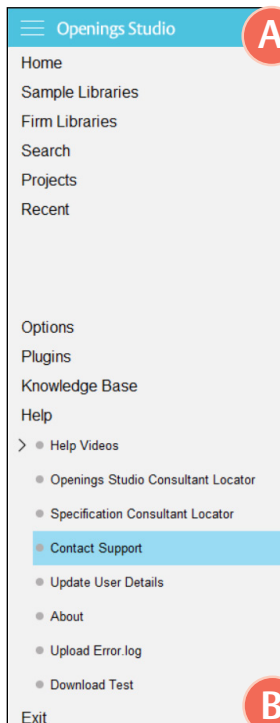 Openings Studio
A
Home
Sample Libraries
Firm Libraries
Search
Projects
Recent
Options
Plugins
Knowledge Base
Help
Help Videos
Openings Studio Consultant Locator
Specification Consultant Locator
Contact Support
Update User Details
About
Upload Error.log
Download Test
Exit
B